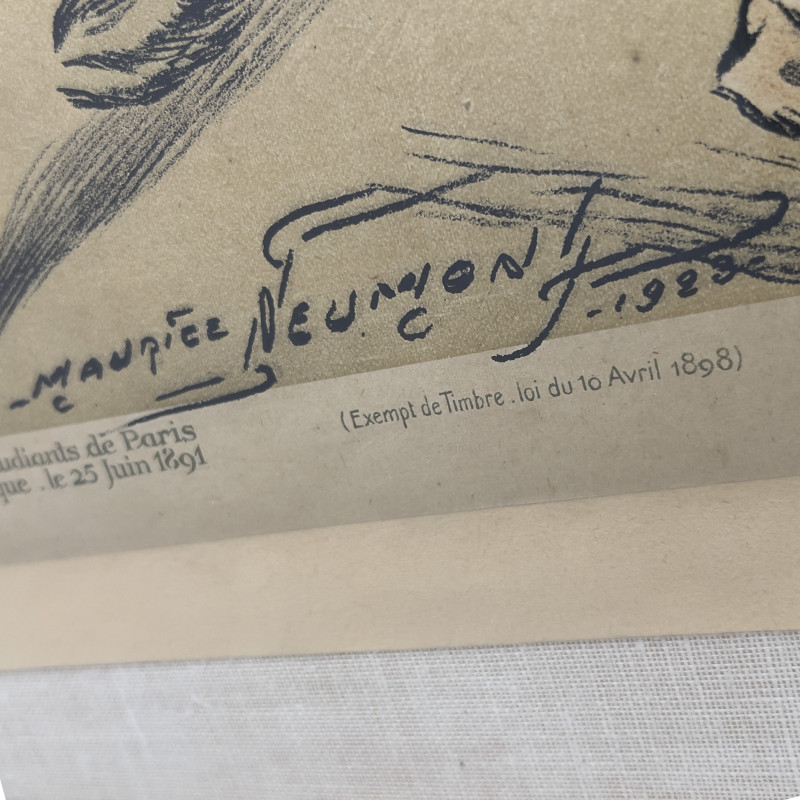 - MAURICE NEUMONT - 1923 -
(Exempt de Timbre . loi du 10 Avril 1898)
udiants de Paris
que . le 25 Juin 1891